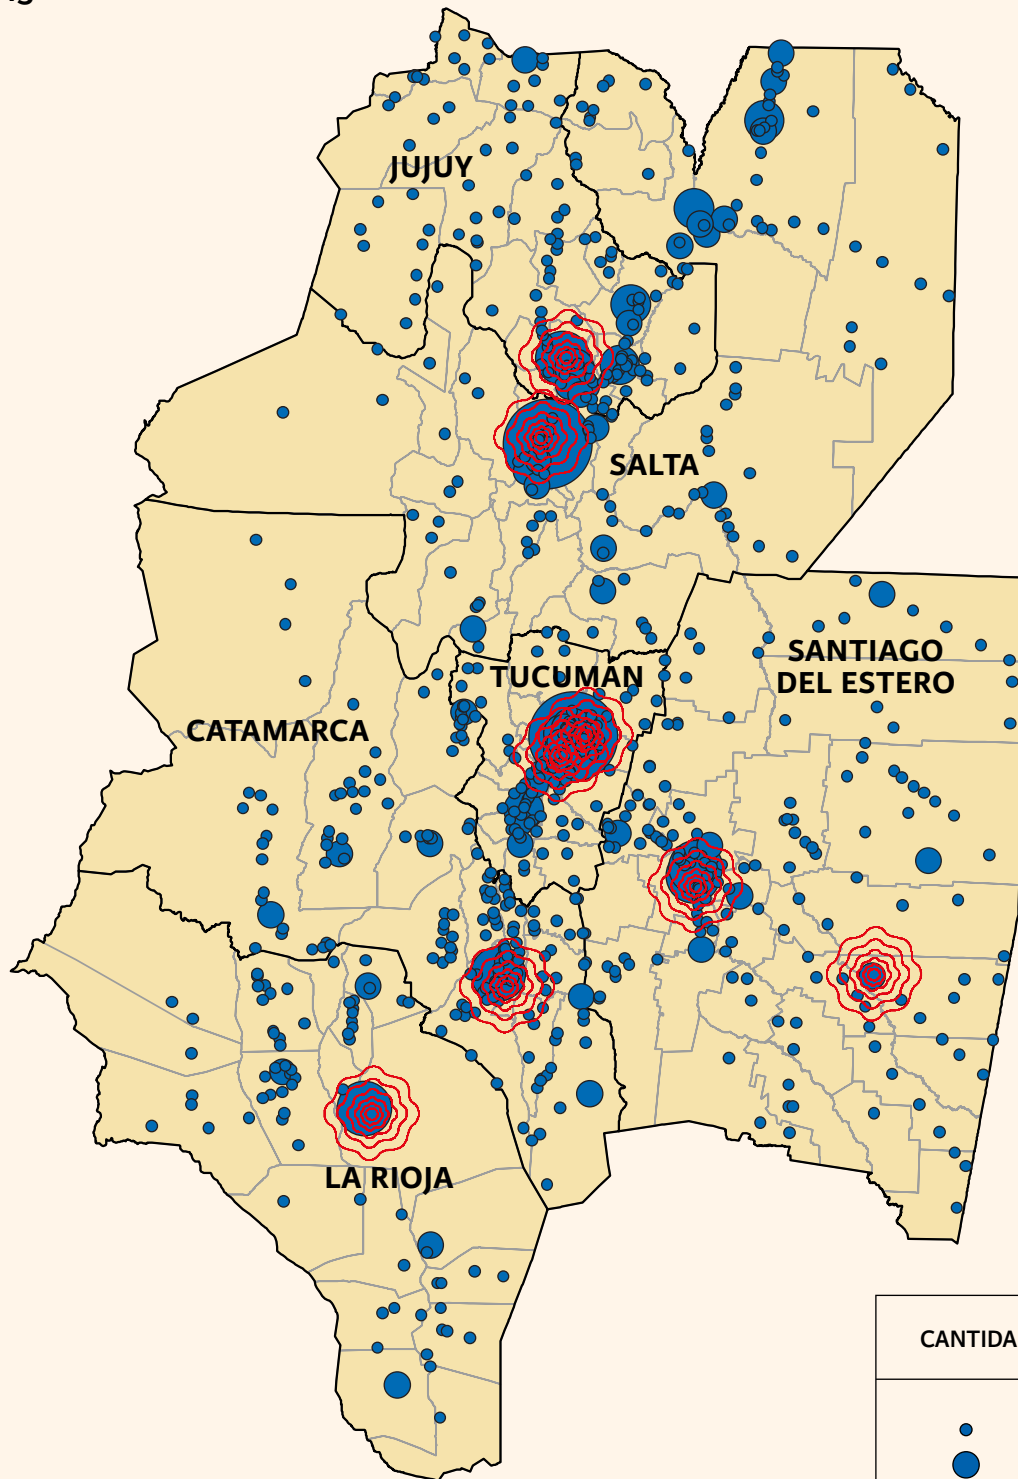 JUJUY
SALTA
SANTIAGO
DEL ESTERO
TUCUMÁN
CATAMARCA
LA RIOJA
CANTIDA